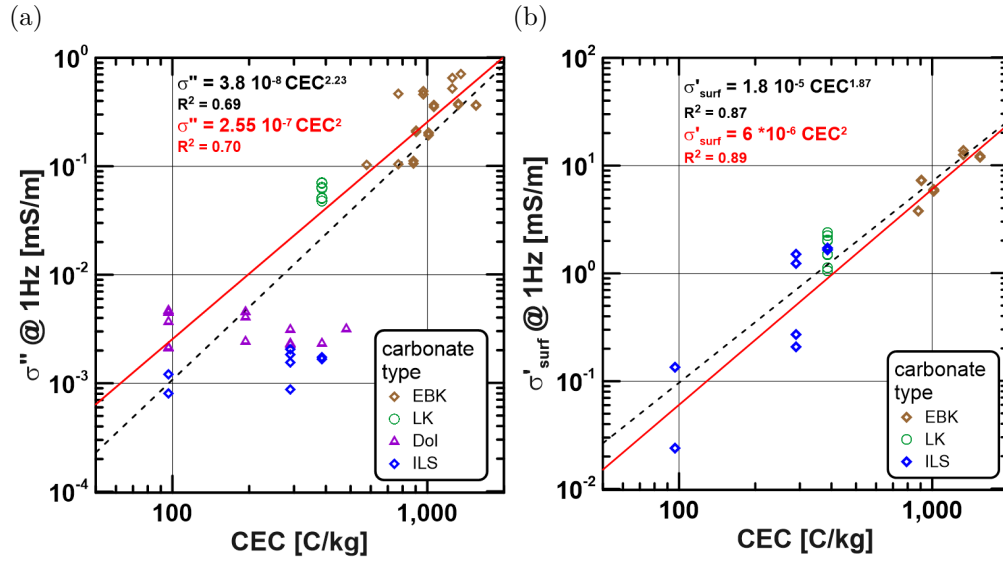 (a)
σ'' = 3.8 10⁻⁸ CEC²·²³
R² = 0.69
σ'' = 2.55 10⁻⁷ CEC²
R² = 0.70
10⁰
10⁻¹
10⁻²
10⁻³
10⁻⁴
σ'' @ 1Hz [mS/m]
100
1,000
CEC [C/kg]
carbonate
type
EBK
LK
Dol
ILS
(b)
σ'surf = 1.8 10⁻⁵ CEC¹·⁸⁷
R² = 0.87
σ'surf = 6 *10⁻⁶ CEC²
R² = 0.89
10²
10¹
10⁰
10⁻¹
10⁻²
σ'surf @ 1Hz [mS/m]
100
1,000
CEC [C/kg]
carbonate
type
EBK
LK
ILS